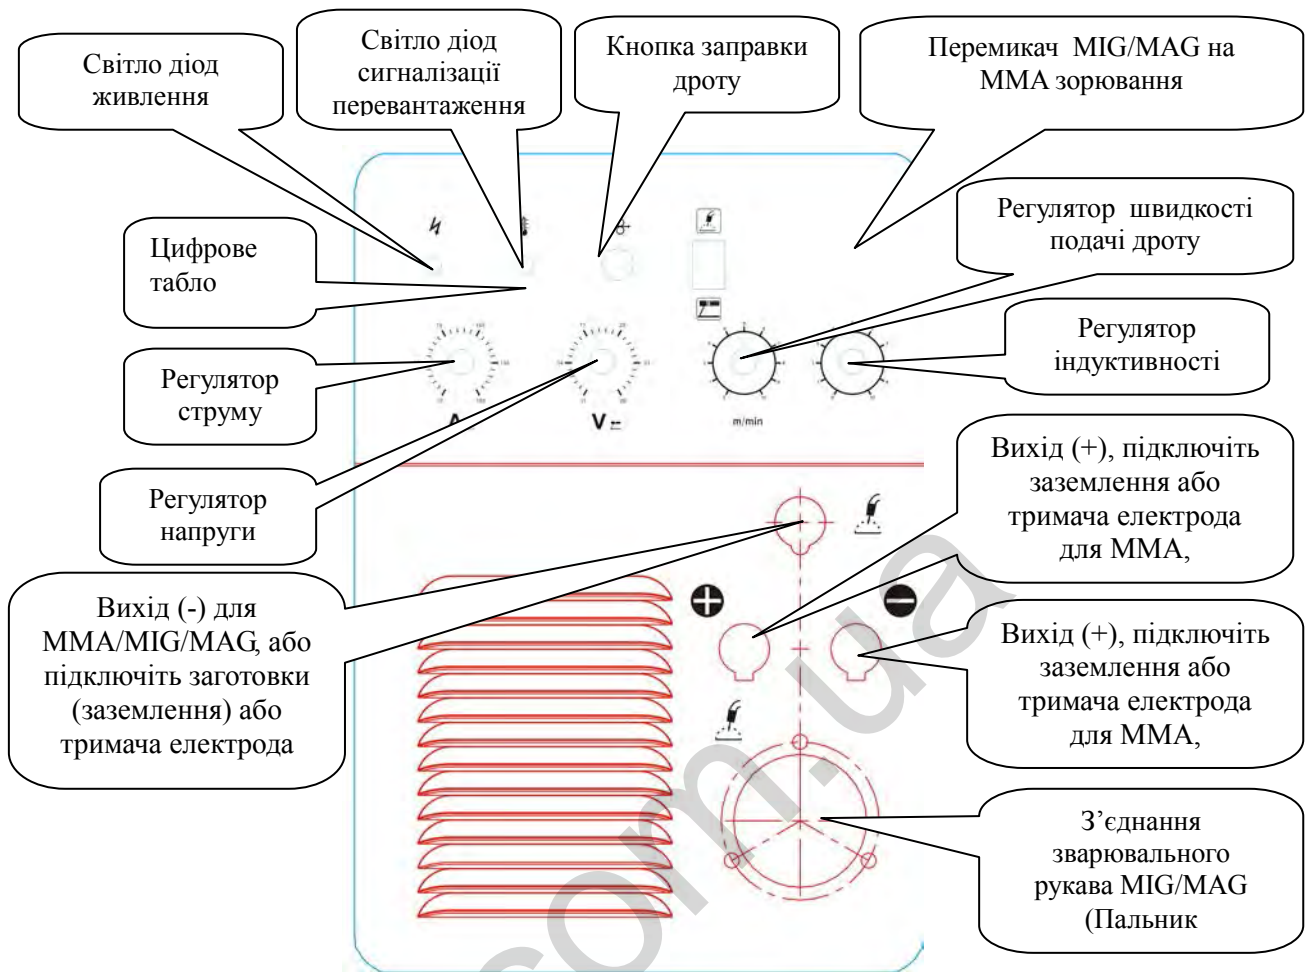 Світло діод
живлення
Світло діод
сигналізації
перевантаження
Кнопка заправки
дроту
Перемикач MIG/MAG на
MMA зорювання
Регулятор швидкості
подачі дроту
Цифрове
табло
Регулятор
індуктивності
Регулятор
струму
A
V
m/min
Регулятор
напруги
Вихід (+), підключіть
заземлення або
тримача електрода
для MMA,
Вихід (-) для
MMA/MIG/MAG, або
підключіть заготовки
(заземлення) або
тримача електрода
Вихід (+), підключіть
заземлення або
тримача електрода
для MMA,
З’єднання
зварювального
рукава MIG/MAG
(Пальник
com.ua